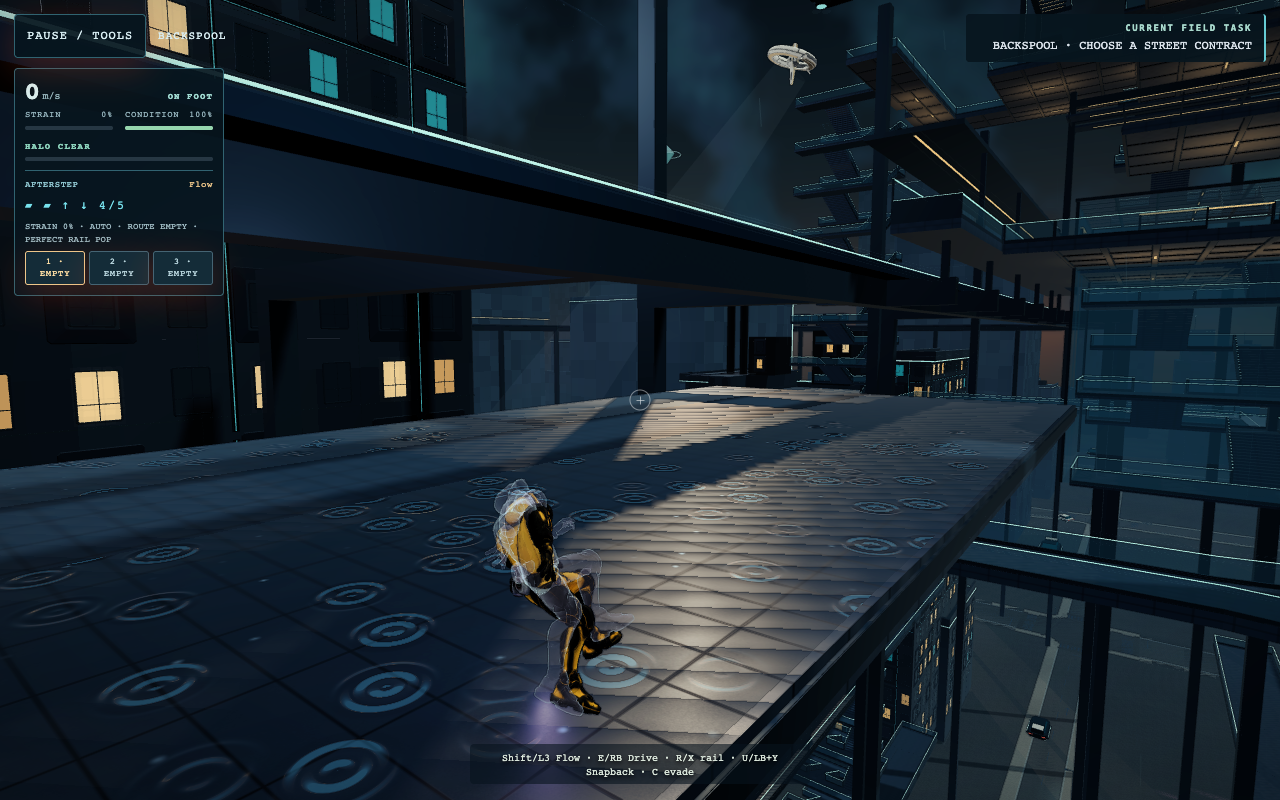 PAUSE / TOOLS
BACKSPOOL
CURRENT FIELD TASK
BACKSPOOL · CHOOSE A STREET CONTRACT
0 m/s
ON FOOT
STRAIN 0%
CONDITION 100%
HALO CLEAR
AFTERSTEP
Flow
▰ ▰ ↑ ↓ 4/5
STRAIN 0% · AUTO · ROUTE EMPTY ·
PERFECT RAIL POP
1 ·
EMPTY
2 ·
EMPTY
3 ·
EMPTY
Shift/L3 Flow · E/RB Drive · R/X rail · U/LB+Y
Snapback · C evade